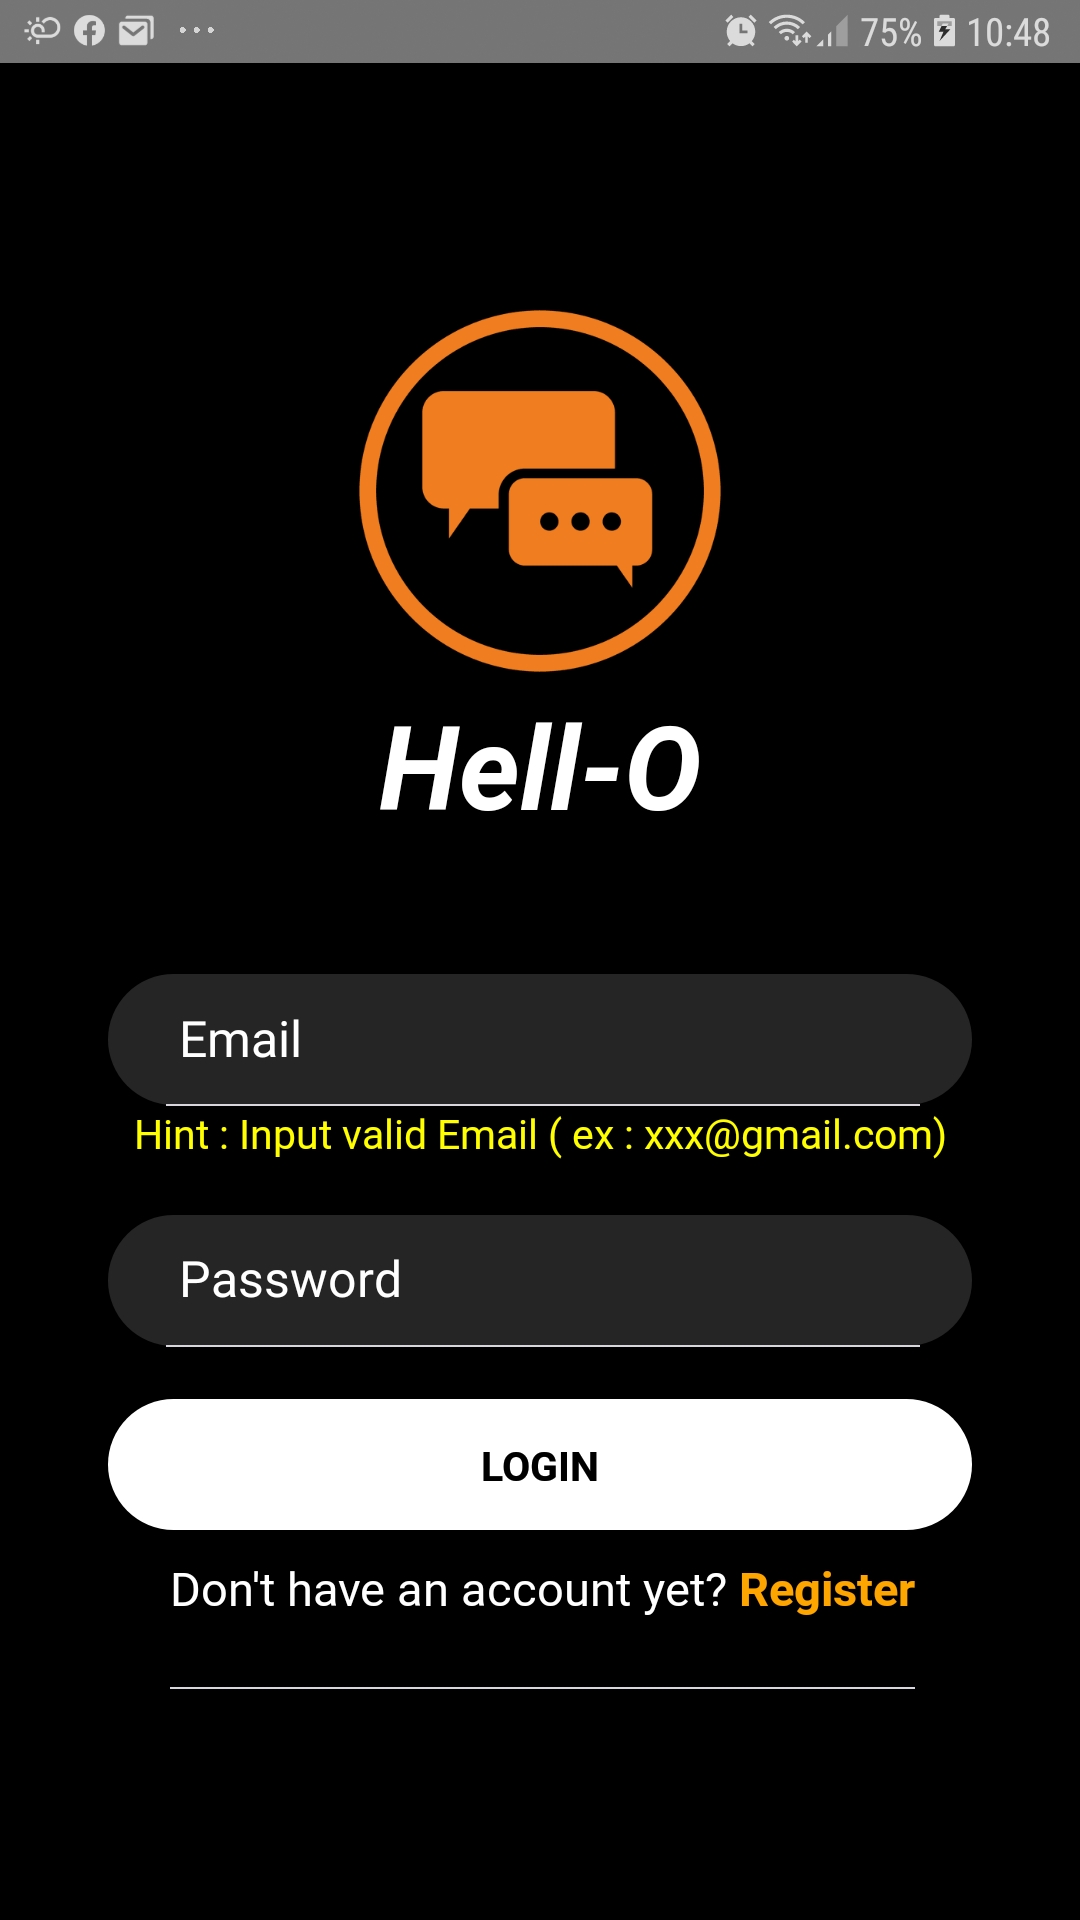 75% 10:48
Hell-O
Email
Hint : Input valid Email ( ex : xxx@gmail.com)
Password
LOGIN
Don't have an account yet? Register